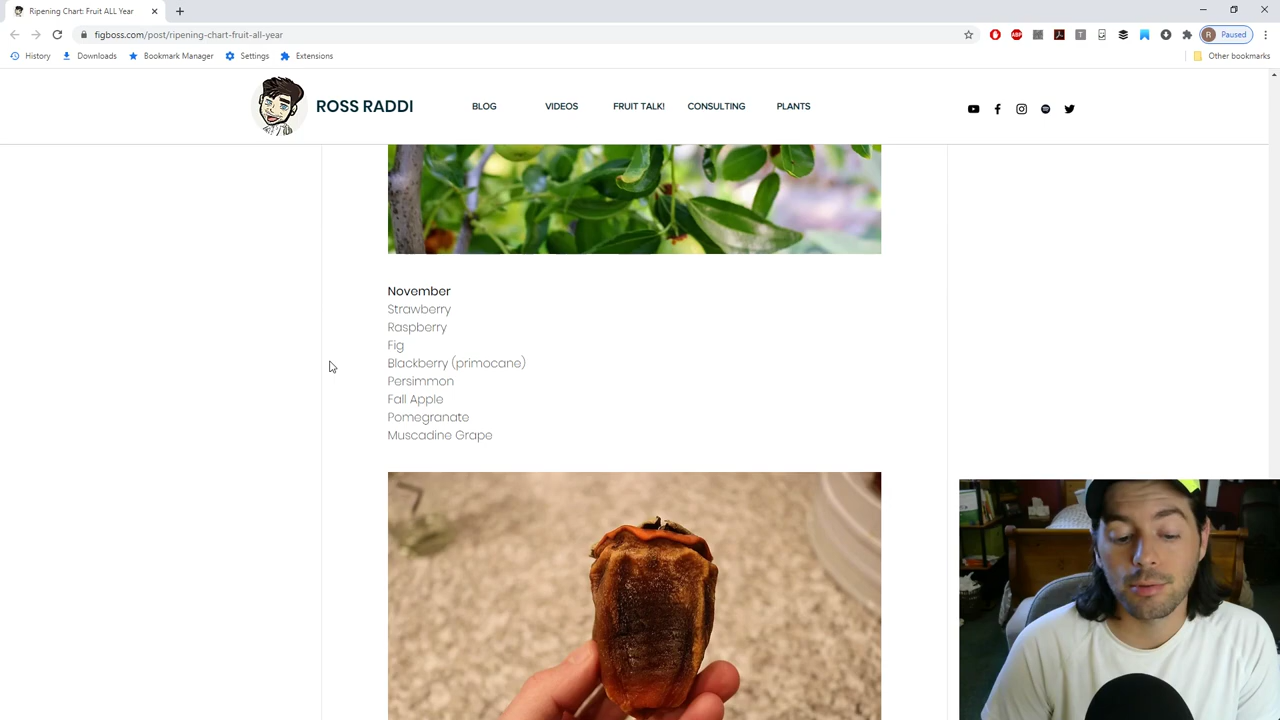 Ripening Chart: Fruit ALL Year
figboss.com/post/ripening-chart-fruit-all-year
ABP
T
R Paused
History Downloads Bookmark Manager Settings Extensions Other bookmarks
ROSS RADDI BLOG VIDEOS FRUIT TALK! CONSULTING PLANTS
November
Strawberry
Raspberry
Fig
Blackberry (primocane)
Persimmon
Fall Apple
Pomegranate
Muscadine Grape